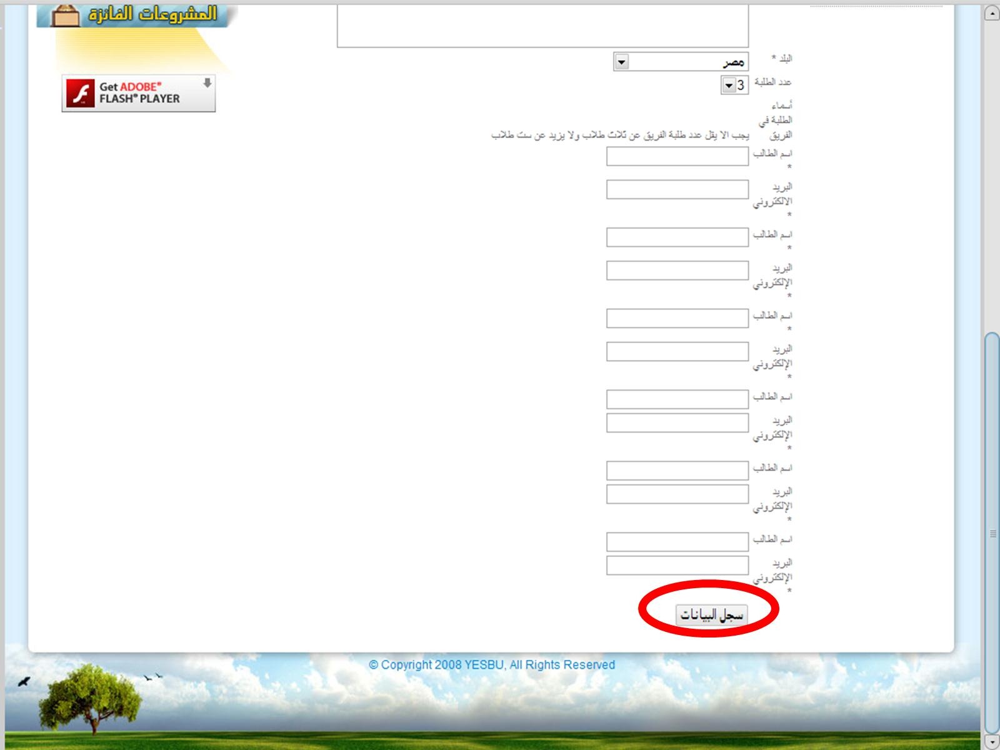 المشروعات الفائزة
Get ADOBE®
FLASH® PLAYER
البلد *
مصر
عدد الطلبة
3
أسماء
الطلبة في
الفريق
يجب الا يقل عدد طلبة الفريق عن ثلاث طلاب ولا يزيد عن ست طلاب
اسم الطالب
*
البريد
الالكتروني
*
اسم الطالب
*
البريد
الإلكتروني
*
اسم الطالب
*
البريد
الإلكتروني
*
اسم الطالب
البريد
الإلكتروني
*
اسم الطالب
البريد
الإلكتروني
*
اسم الطالب
البريد
الإلكتروني
*
سجل البيانات
© Copyright 2008 YESBU, All Rights Reserved